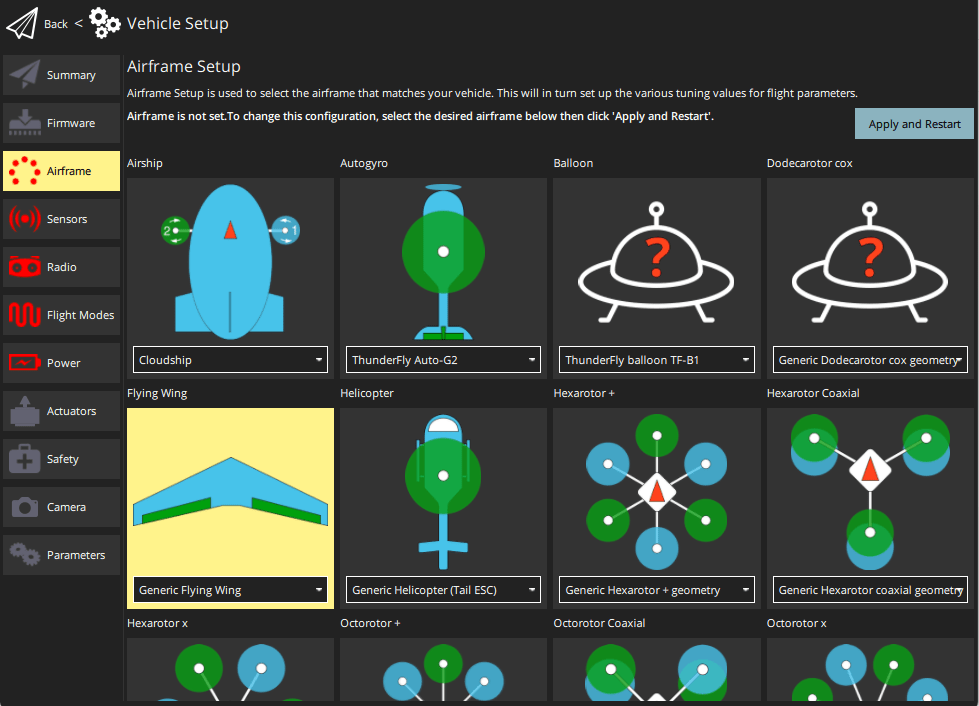 Back < Vehicle Setup
Summary
Firmware
Airframe
Sensors
Radio
Flight Modes
Power
Actuators
Safety
Camera
Parameters
Airframe Setup
Airframe Setup is used to select the airframe that matches your vehicle. This will in turn set up the various tuning values for flight parameters.
Airframe is not set.To change this configuration, select the desired airframe below then click 'Apply and Restart'.
Apply and Restart
Airship
Autogyro
Balloon
Dodecarotor cox
2
1
?
?
Cloudship
ThunderFly Auto-G2
ThunderFly balloon TF-B1
Generic Dodecarotor cox geometry
Flying Wing
Helicopter
Hexarotor +
Hexarotor Coaxial
Generic Flying Wing
Generic Helicopter (Tail ESC)
Generic Hexarotor + geometry
Generic Hexarotor coaxial geometry
Hexarotor x
Octorotor +
Octorotor Coaxial
Octorotor x